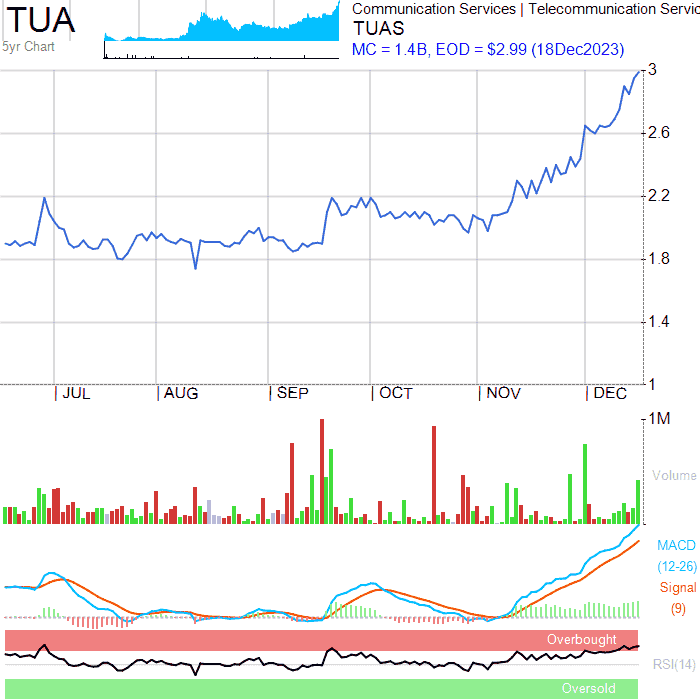 TUA
5yr Chart
Communication Services | Telecommunication Servic
TUAS
MC = 1.4B, EOD = $2.99 (18Dec2023)
3
2.6
2.2
1.8
1.4
1
JUL
AUG
SEP
OCT
NOV
DEC
1M
Volume
MACD
(12-26)
Signal
(9)
Overbought
RSI(14)
Oversold